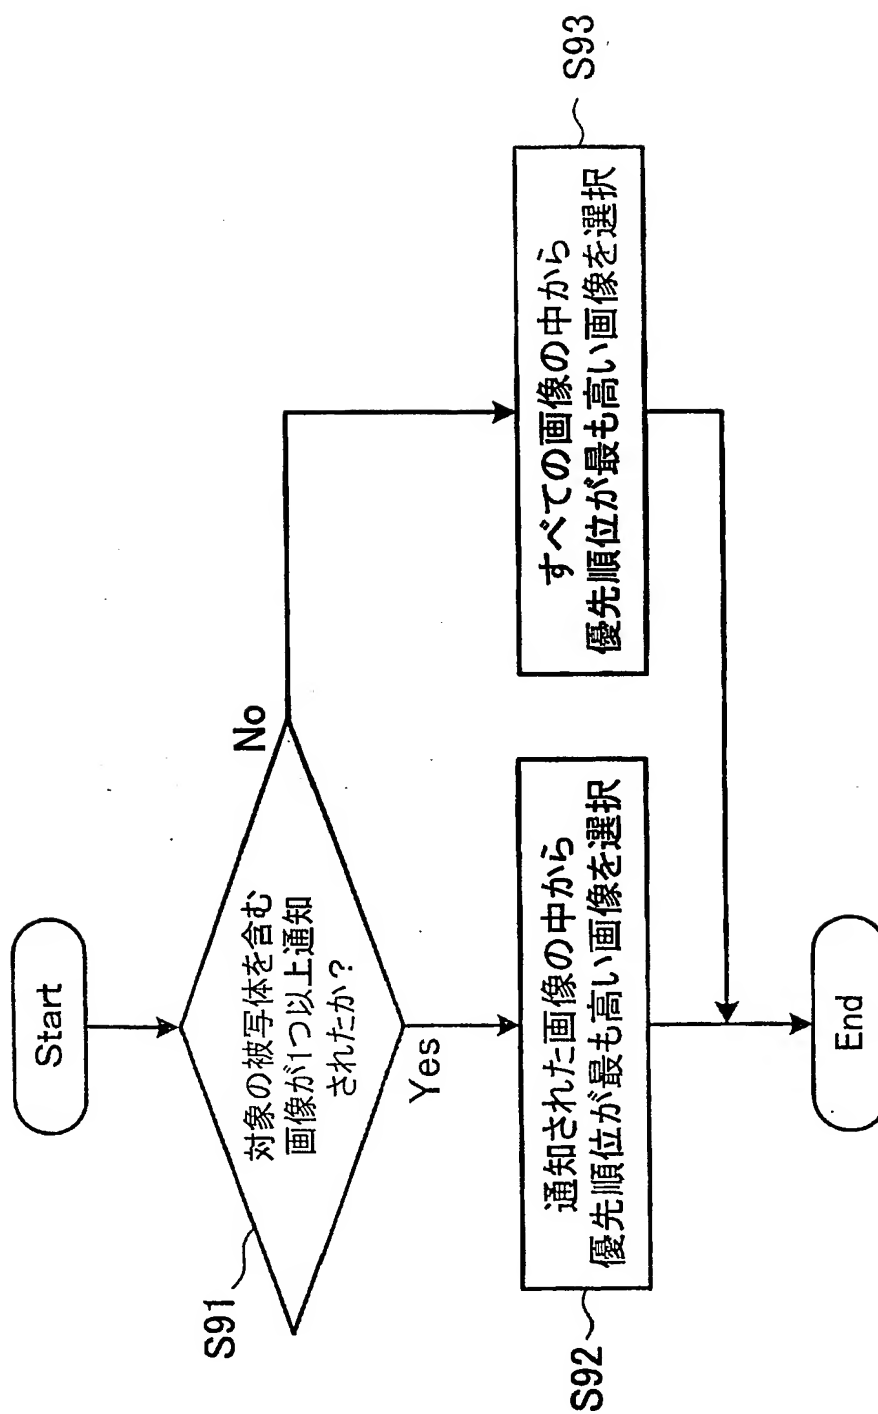 Start
S91
対象の被写体を含む
画像が1つ以上通知
されたか？
No
Yes
S92
通知された画像の中から
優先順位が最も高い画像を選択
S93
すべての画像の中から
優先順位が最も高い画像を選択
End